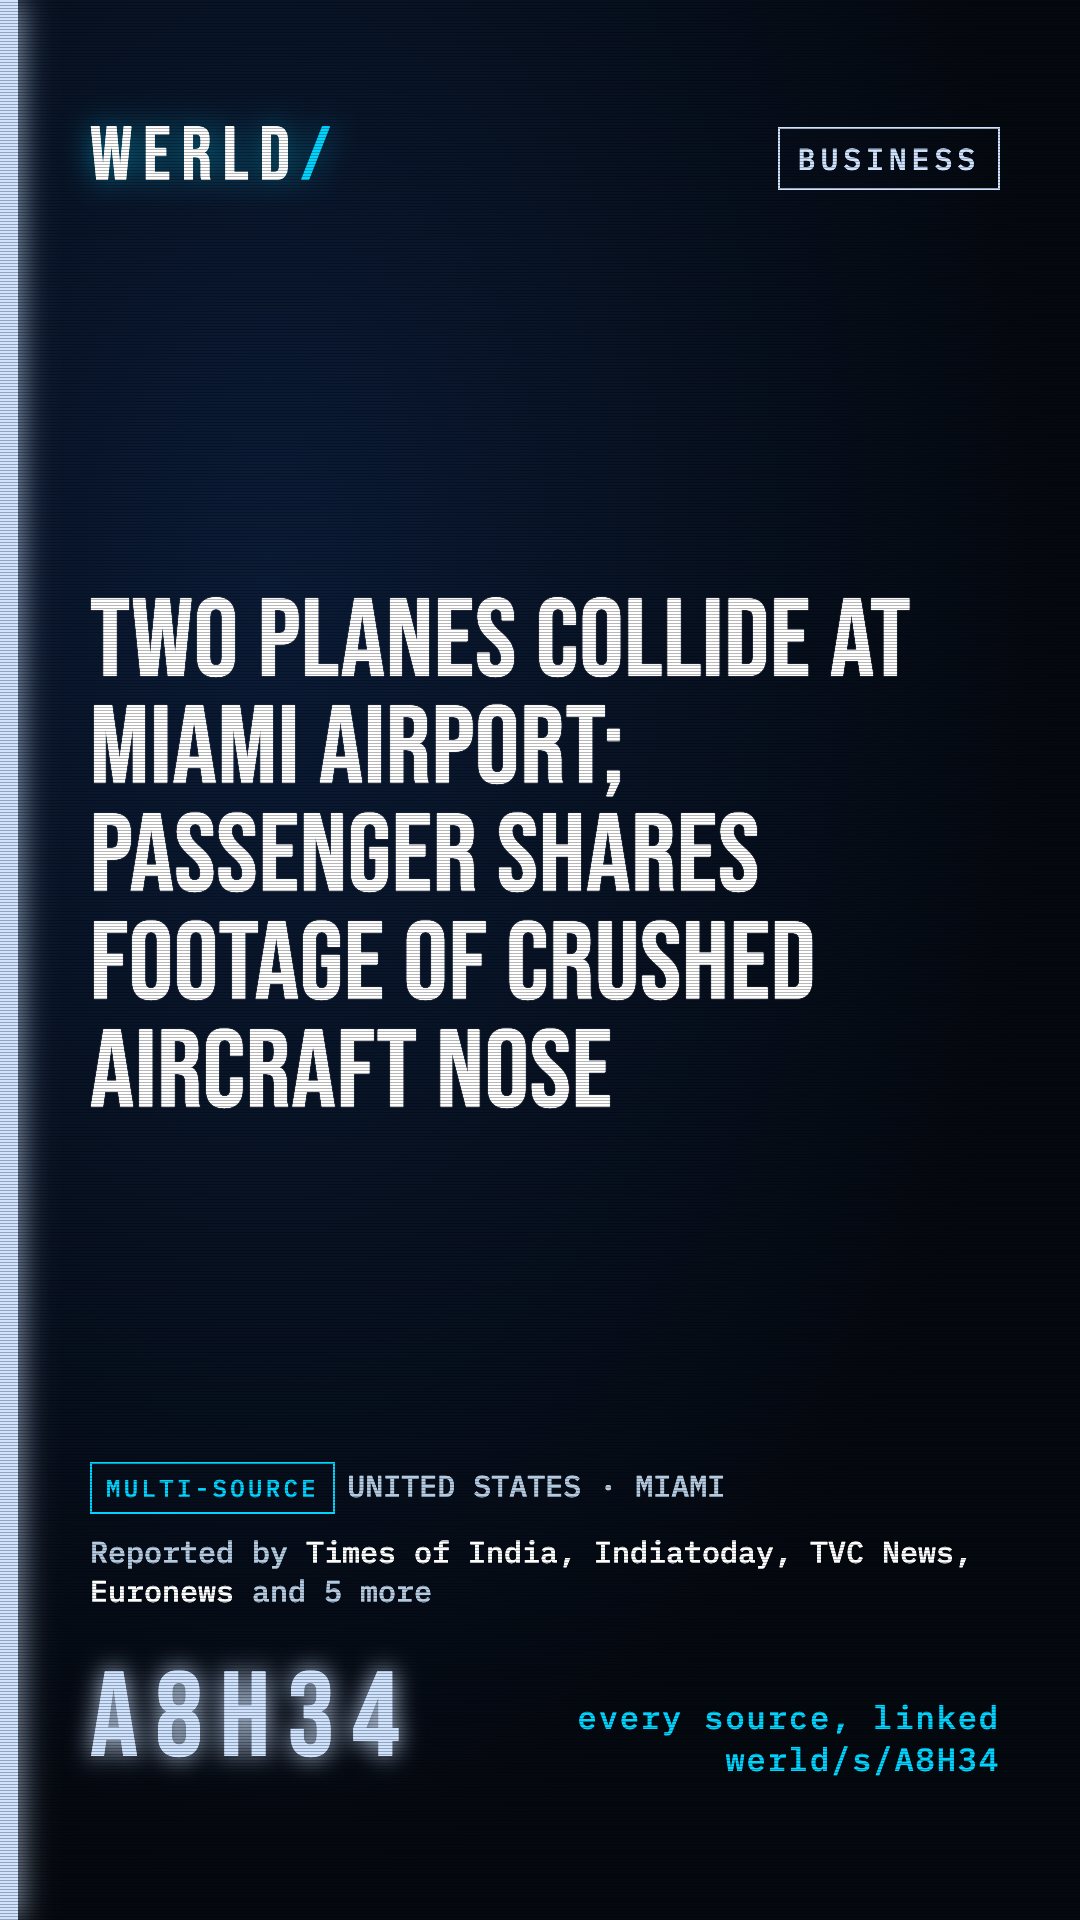 WERLD/
BUSINESS
TWO PLANES COLLIDE AT
MIAMI AIRPORT;
PASSENGER SHARES
FOOTAGE OF CRUSHED
AIRCRAFT NOSE
MULTI-SOURCE UNITED STATES · MIAMI
Reported by Times of India, Indiatoday, TVC News,
Euronews and 5 more
A8H34
every source, linked
werld/s/A8H34